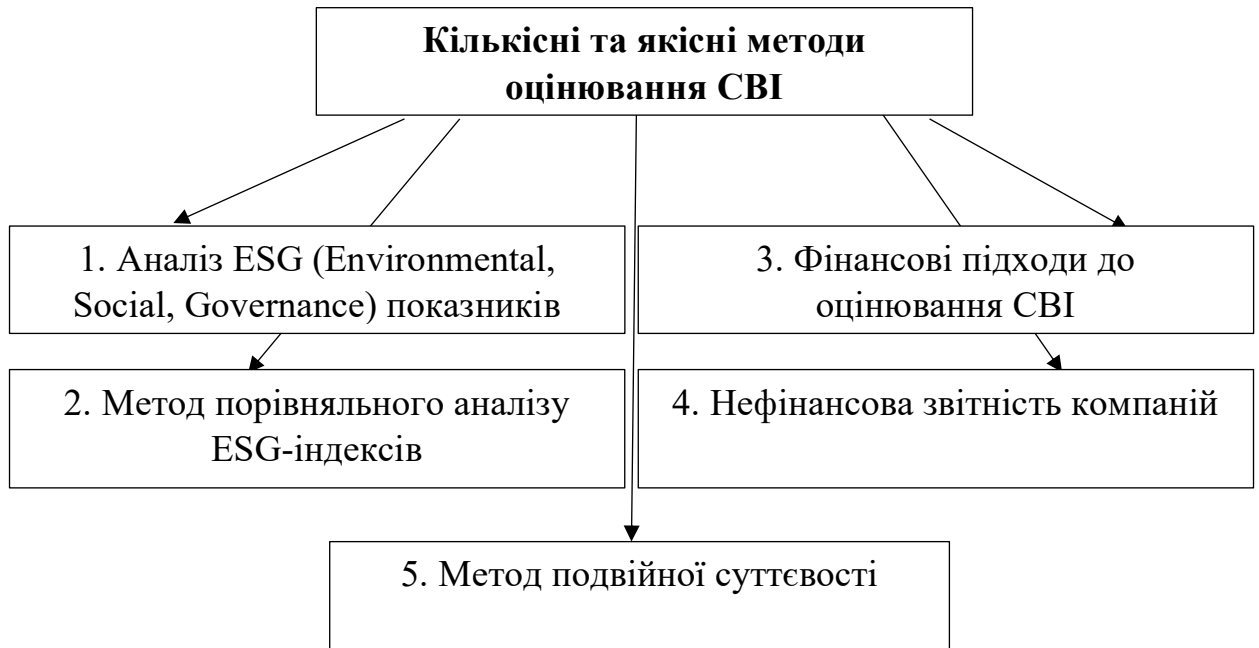 Кількісні та якісні методи
оцінювання СВІ
1. Аналіз ESG (Environmental,
Social, Governance) показників
3. Фінансові підходи до
оцінювання СВІ
2. Метод порівняльного аналізу
ESG-індексів
4. Нефінансова звітність компаній
5. Метод подвійної суттєвості